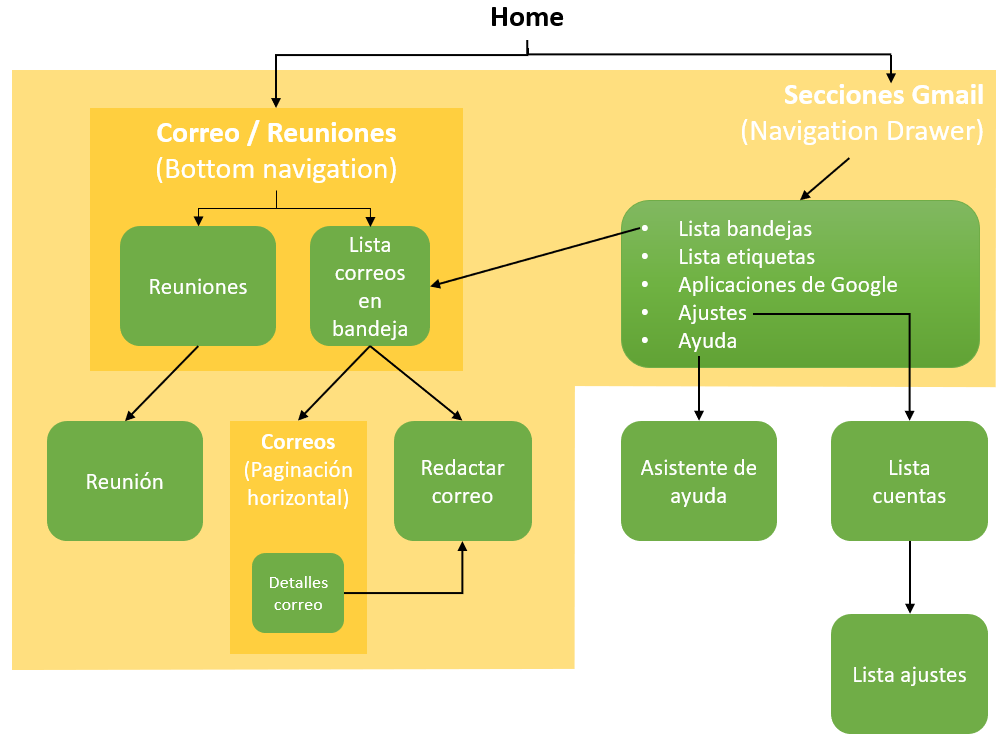 Home
Secciones Gmail
(Navigation Drawer)
Correo / Reuniones
(Bottom navigation)
Reuniones
Lista
correos
en
bandeja
• Lista bandejas
• Lista etiquetas
• Aplicaciones de Google
• Ajustes
• Ayuda
Reunión
Correos
(Paginación
horizontal)
Detalles
correo
Redactar
correo
Asistente de
ayuda
Lista
cuentas
Lista ajustes